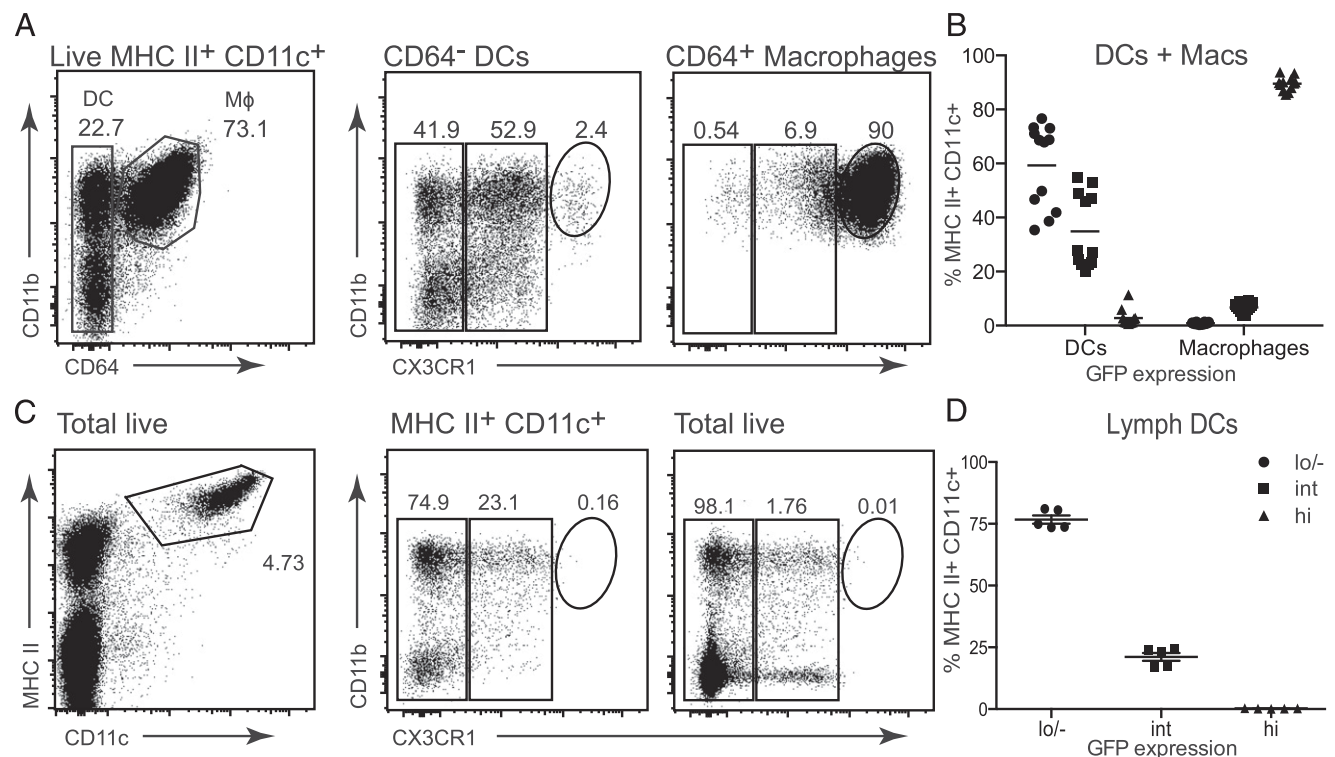 A
Live MHC II+ CD11c+
DC
22.7
Mϕ
73.1
CD11b
CD64
CD64- DCs
41.9
52.9
2.4
CD11b
CX3CR1
CD64+ Macrophages
0.54
6.9
90
B
DCs + Macs
% MHC II+ CD11c+
100
80
60
40
20
0
DCs
Macrophages
GFP expression
C
Total live
4.73
MHC II
CD11c
MHC II+ CD11c+
74.9
23.1
0.16
CD11b
CX3CR1
Total live
98.1
1.76
0.01
D
Lymph DCs
lo/-
int
hi
% MHC II+ CD11c+
100
75
50
25
0
lo/-
int
hi
GFP expression